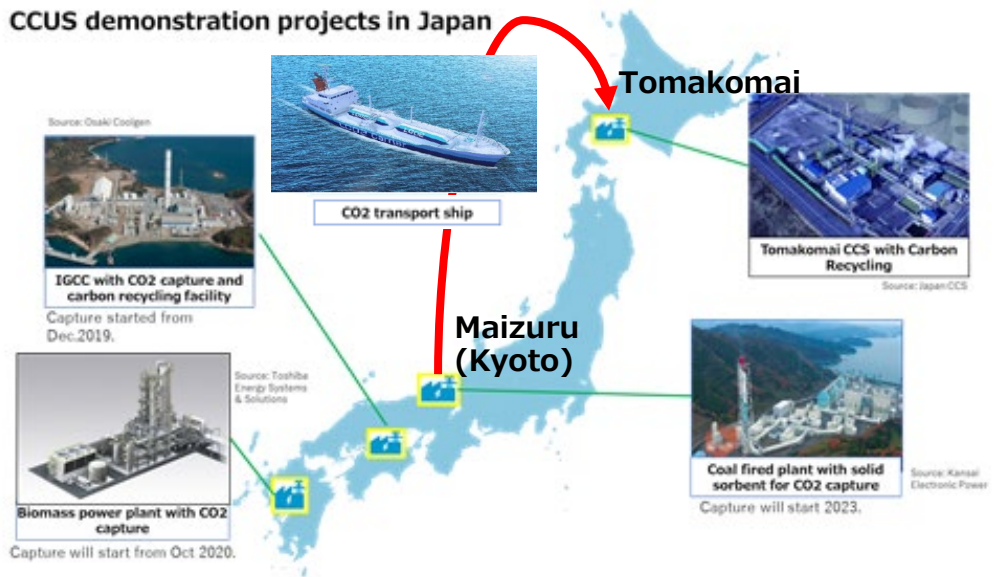 CCUS demonstration projects in Japan
Tomakomai
Source: Osaki Coolgen
CO2 transport ship
IGCC with CO2 capture and
carbon recycling facility
Capture started from
Dec.2019.
Tomakomai CCS with Carbon
Recycling
Source: Japan CCS
Maizuru
(Kyoto)
Source: Toshiba
Energy Systems
& Solutions
Biomass power plant with CO2
capture
Capture will start from Oct 2020.
Coal fired plant with solid
sorbent for CO2 capture
Capture will start 2023.
Source: Kansai
Electronic Power